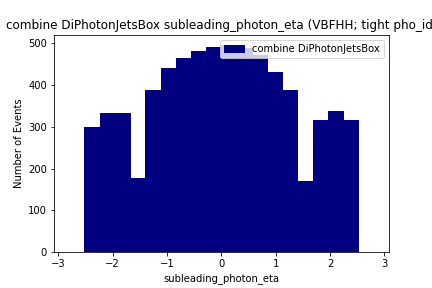 combine DiPhotonJetsBox subleading_photon_eta (VBFHH; tight pho_id
combine DiPhotonJetsBox
Number of Events
500
400
300
200
100
0
−3 −2 −1 0 1 2 3
subleading_photon_eta